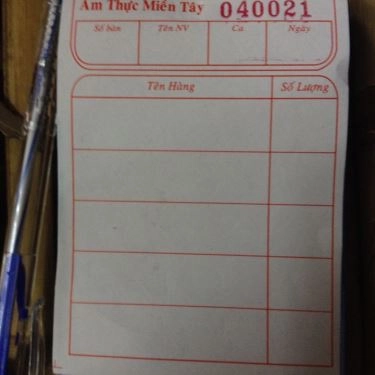 Ẩm Thực Miền Tây 040021
Số bàn Tên NV Ca Ngày
Tên Hàng Số Lượng